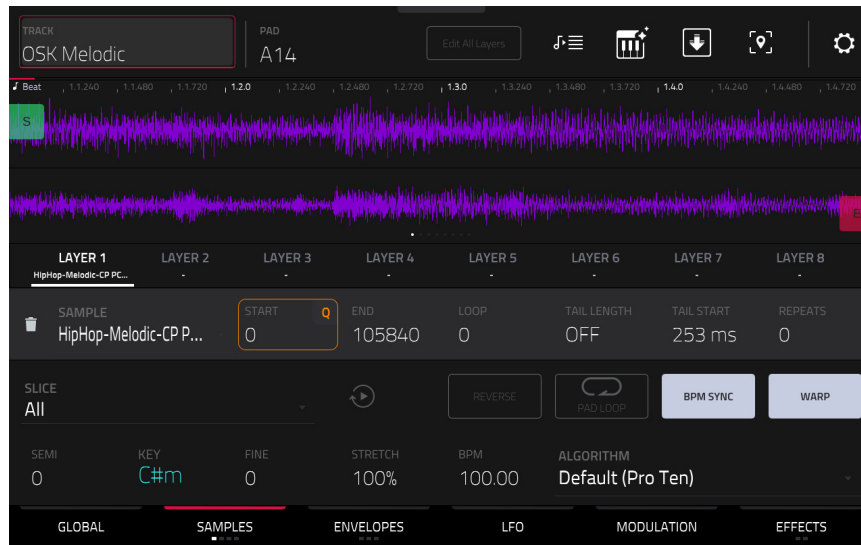 TRACK
OSK Melodic
PAD
A14
Edit All Layers
Beat 1.1.240 1.1.480 1.1.720 1.2.0 1.2.240 1.2.480 1.2.720 1.3.0 1.3.240 1.3.480 1.3.720 1.4.0 1.4.240 1.4.480 1.4.720
S
E
LAYER 1 LAYER 2 LAYER 3 LAYER 4 LAYER 5 LAYER 6 LAYER 7 LAYER 8
HipHop-Melodic-CP PC... - - - - - - -
SAMPLE START Q END LOOP TAIL LENGTH TAIL START REPEATS
HipHop-Melodic-CP P... 0 105840 0 OFF 253 ms 0
SLICE
All
REVERSE
PAD LOOP
BPM SYNC
WARP
SEMI KEY FINE STRETCH BPM ALGORITHM
0 C#m 0 100% 100.00 Default (Pro Ten)
GLOBAL SAMPLES ENVELOPES LFO MODULATION EFFECTS